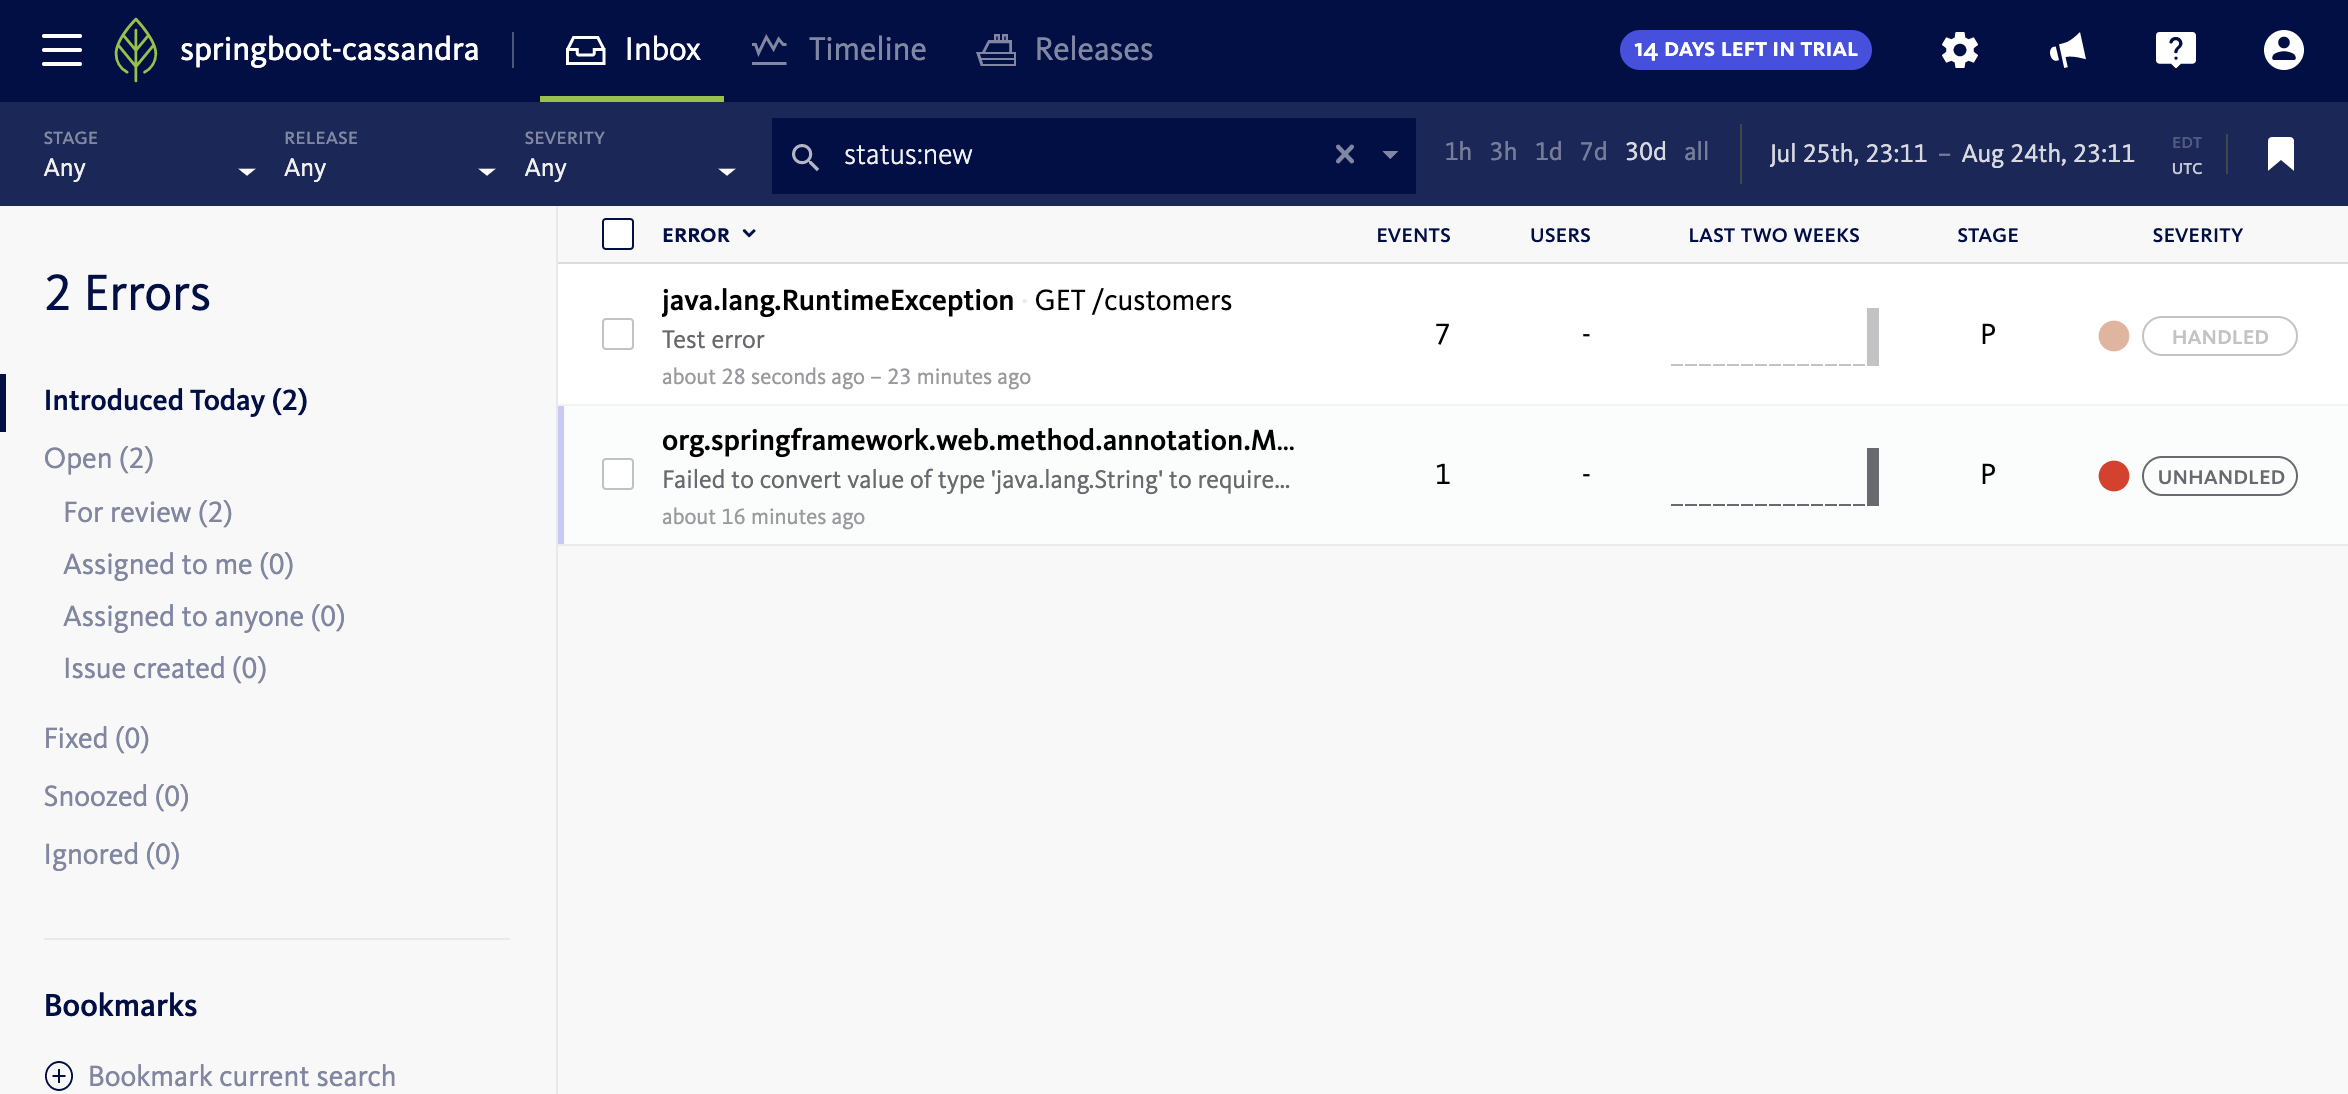 springboot-cassandra
Inbox
Timeline
Releases
14 DAYS LEFT IN TRIAL
?
STAGE
Any
RELEASE
Any
SEVERITY
Any
status:new
1h 3h 1d 7d 30d all
Jul 25th, 23:11 – Aug 24th, 23:11
EDT
UTC
2 Errors
Introduced Today (2)
Open (2)
For review (2)
Assigned to me (0)
Assigned to anyone (0)
Issue created (0)
Fixed (0)
Snoozed (0)
Ignored (0)
Bookmarks
Bookmark current search
ERROR EVENTS USERS LAST TWO WEEKS STAGE SEVERITY
java.lang.RuntimeException · GET /customers
Test error
about 28 seconds ago – 23 minutes ago
7 - P HANDLED
org.springframework.web.method.annotation.M...
Failed to convert value of type 'java.lang.String' to require...
about 16 minutes ago
1 - P UNHANDLED